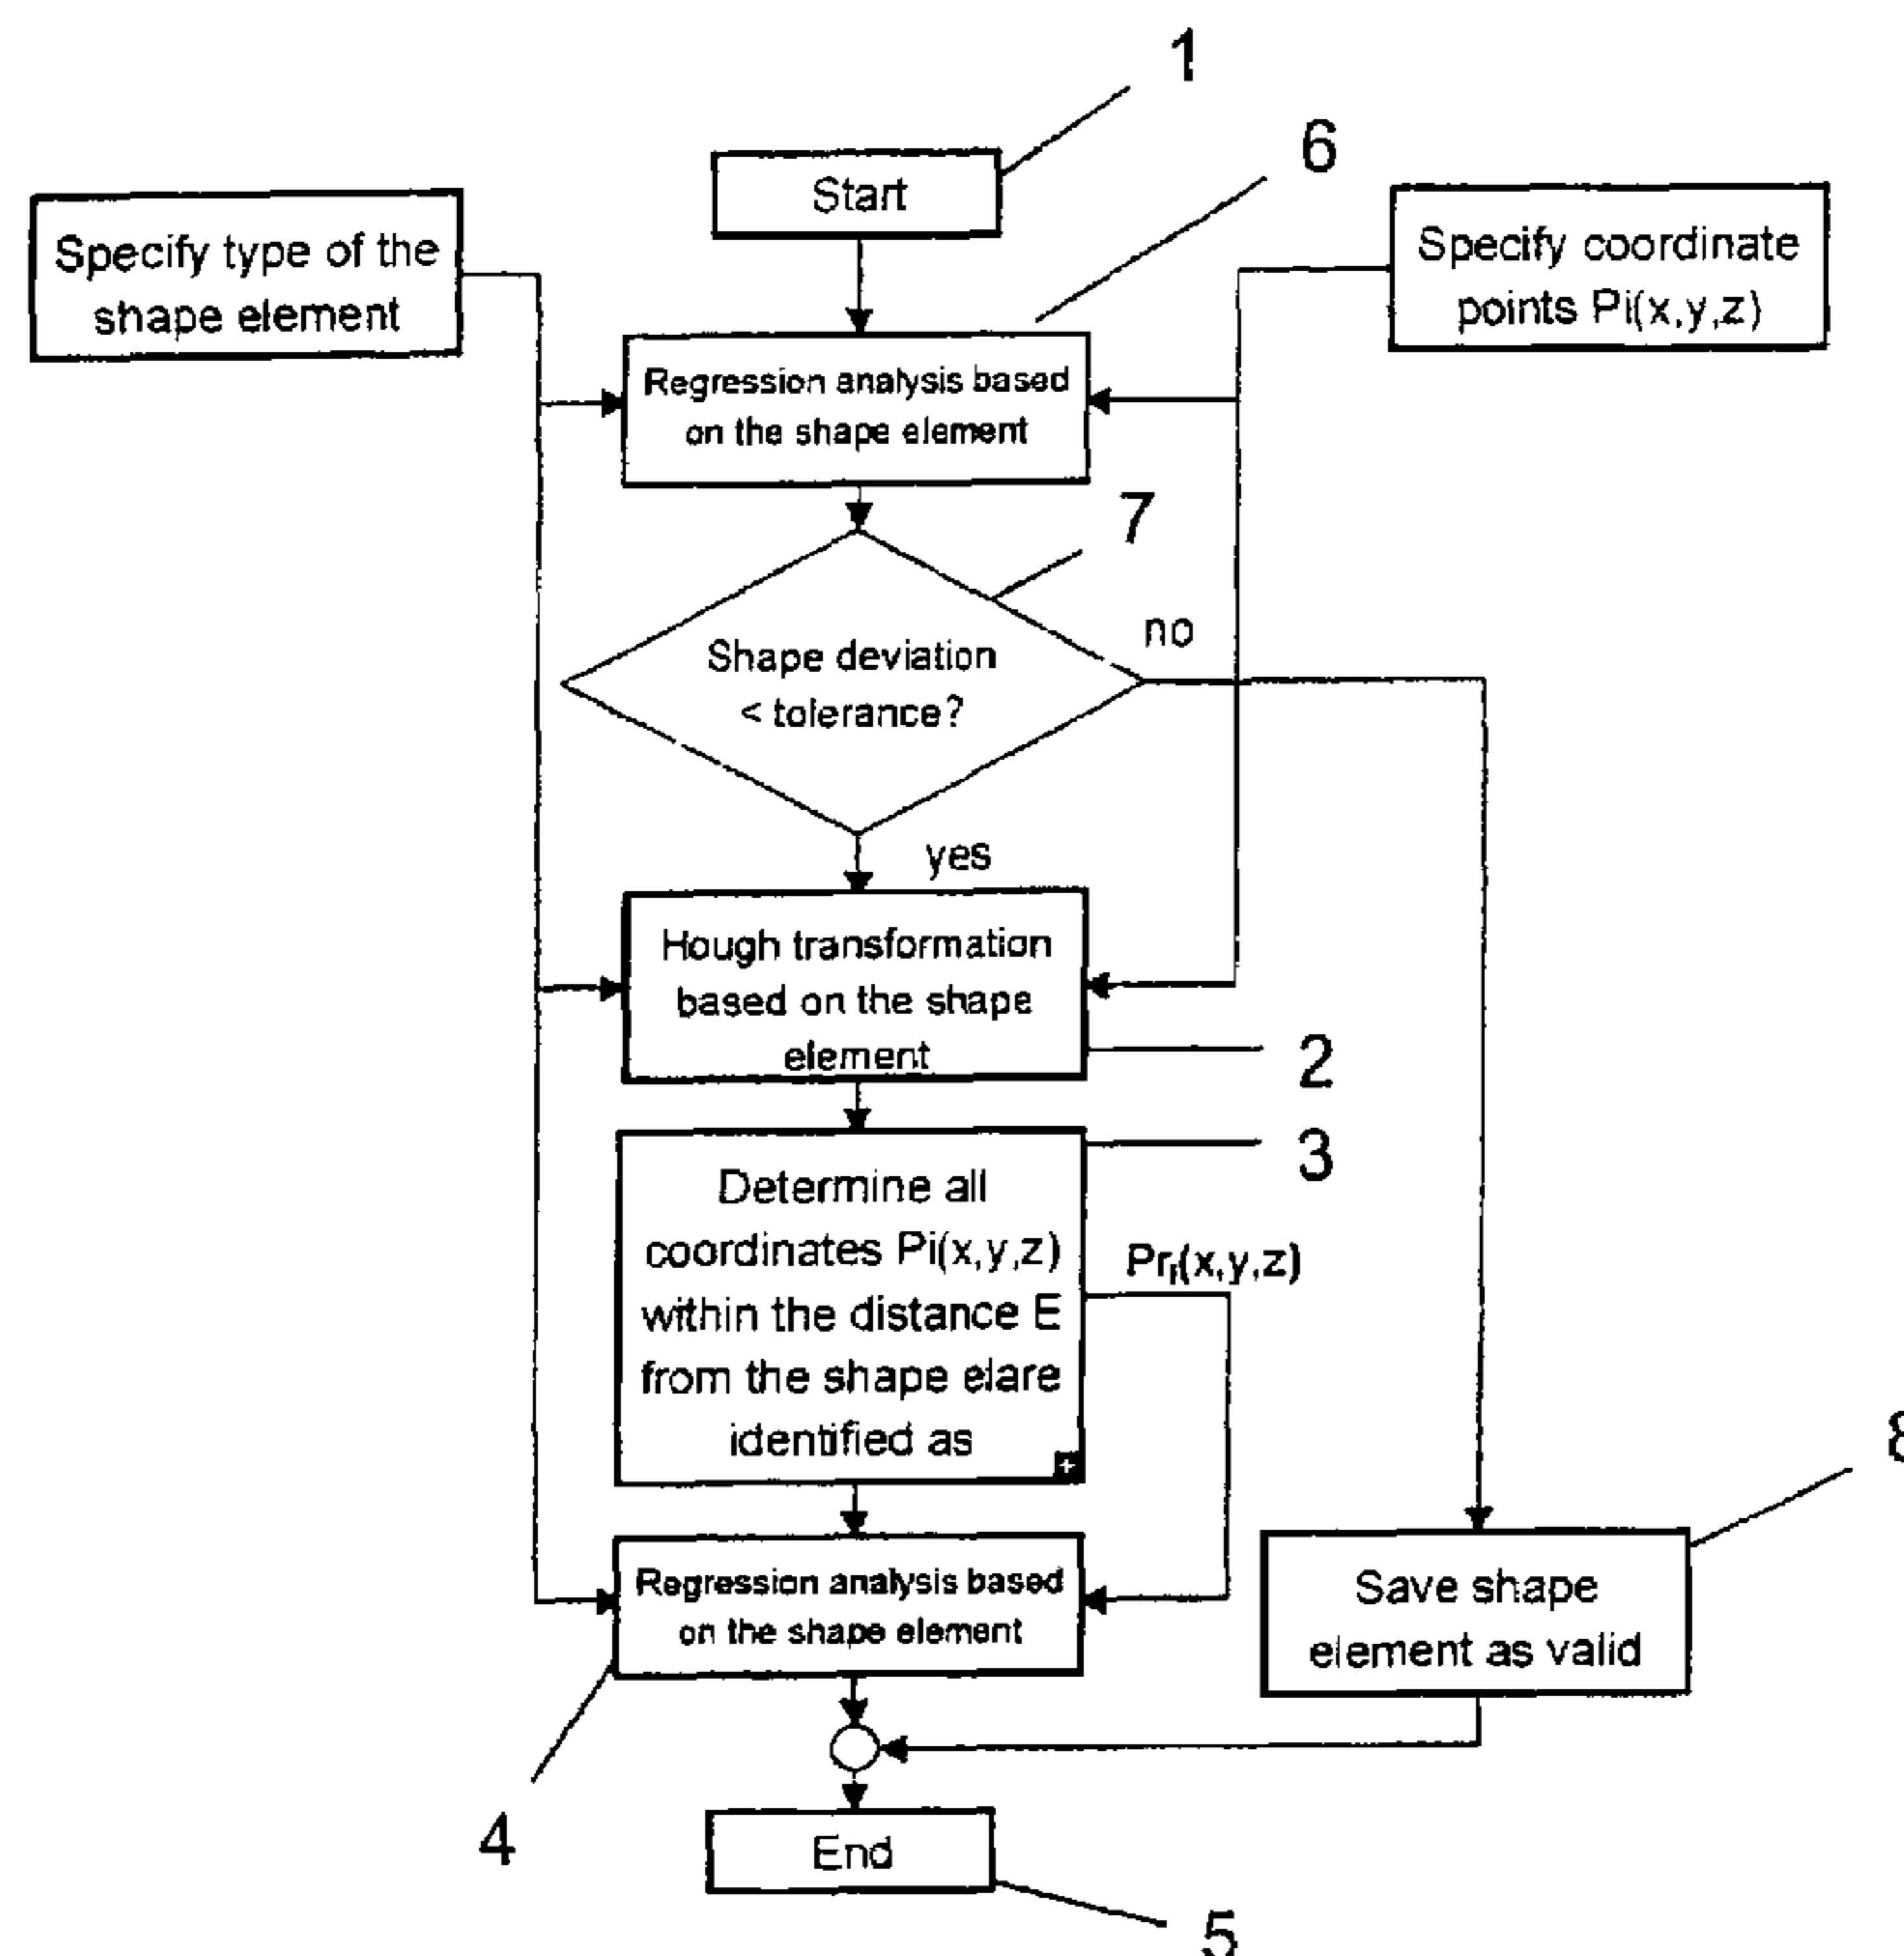 1
Start
6
Specify type of the
shape element
Specify coordinate
points Pi(x,y,z)
Regression analysis based
on the shape element
7
Shape deviation
< tolerance?
no
yes
Hough transformation
based on the shape
element
2
3
Determine all
coordinates Pi(x,y,z)
within the distance E
from the shape elare
identified as
+
Pri(x,y,z)
Regression analysis based
on the shape element
8
Save shape
element as valid
4
End
5